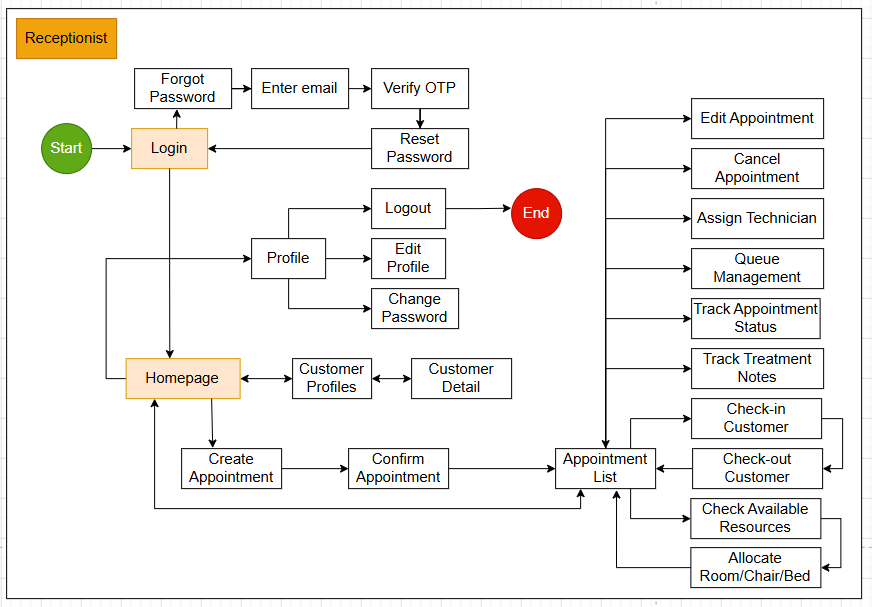 Receptionist
Forgot
Password
Enter email
Verify OTP
Start
Login
Reset
Password
Edit Appointment
Cancel
Appointment
Logout
End
Assign Technician
Profile
Edit
Profile
Queue
Management
Change
Password
Track Appointment
Status
Homepage
Customer
Profiles
Customer
Detail
Track Treatment
Notes
Check-in
Customer
Create
Appointment
Confirm
Appointment
Appointment
List
Check-out
Customer
Check Available
Resources
Allocate
Room/Chair/Bed